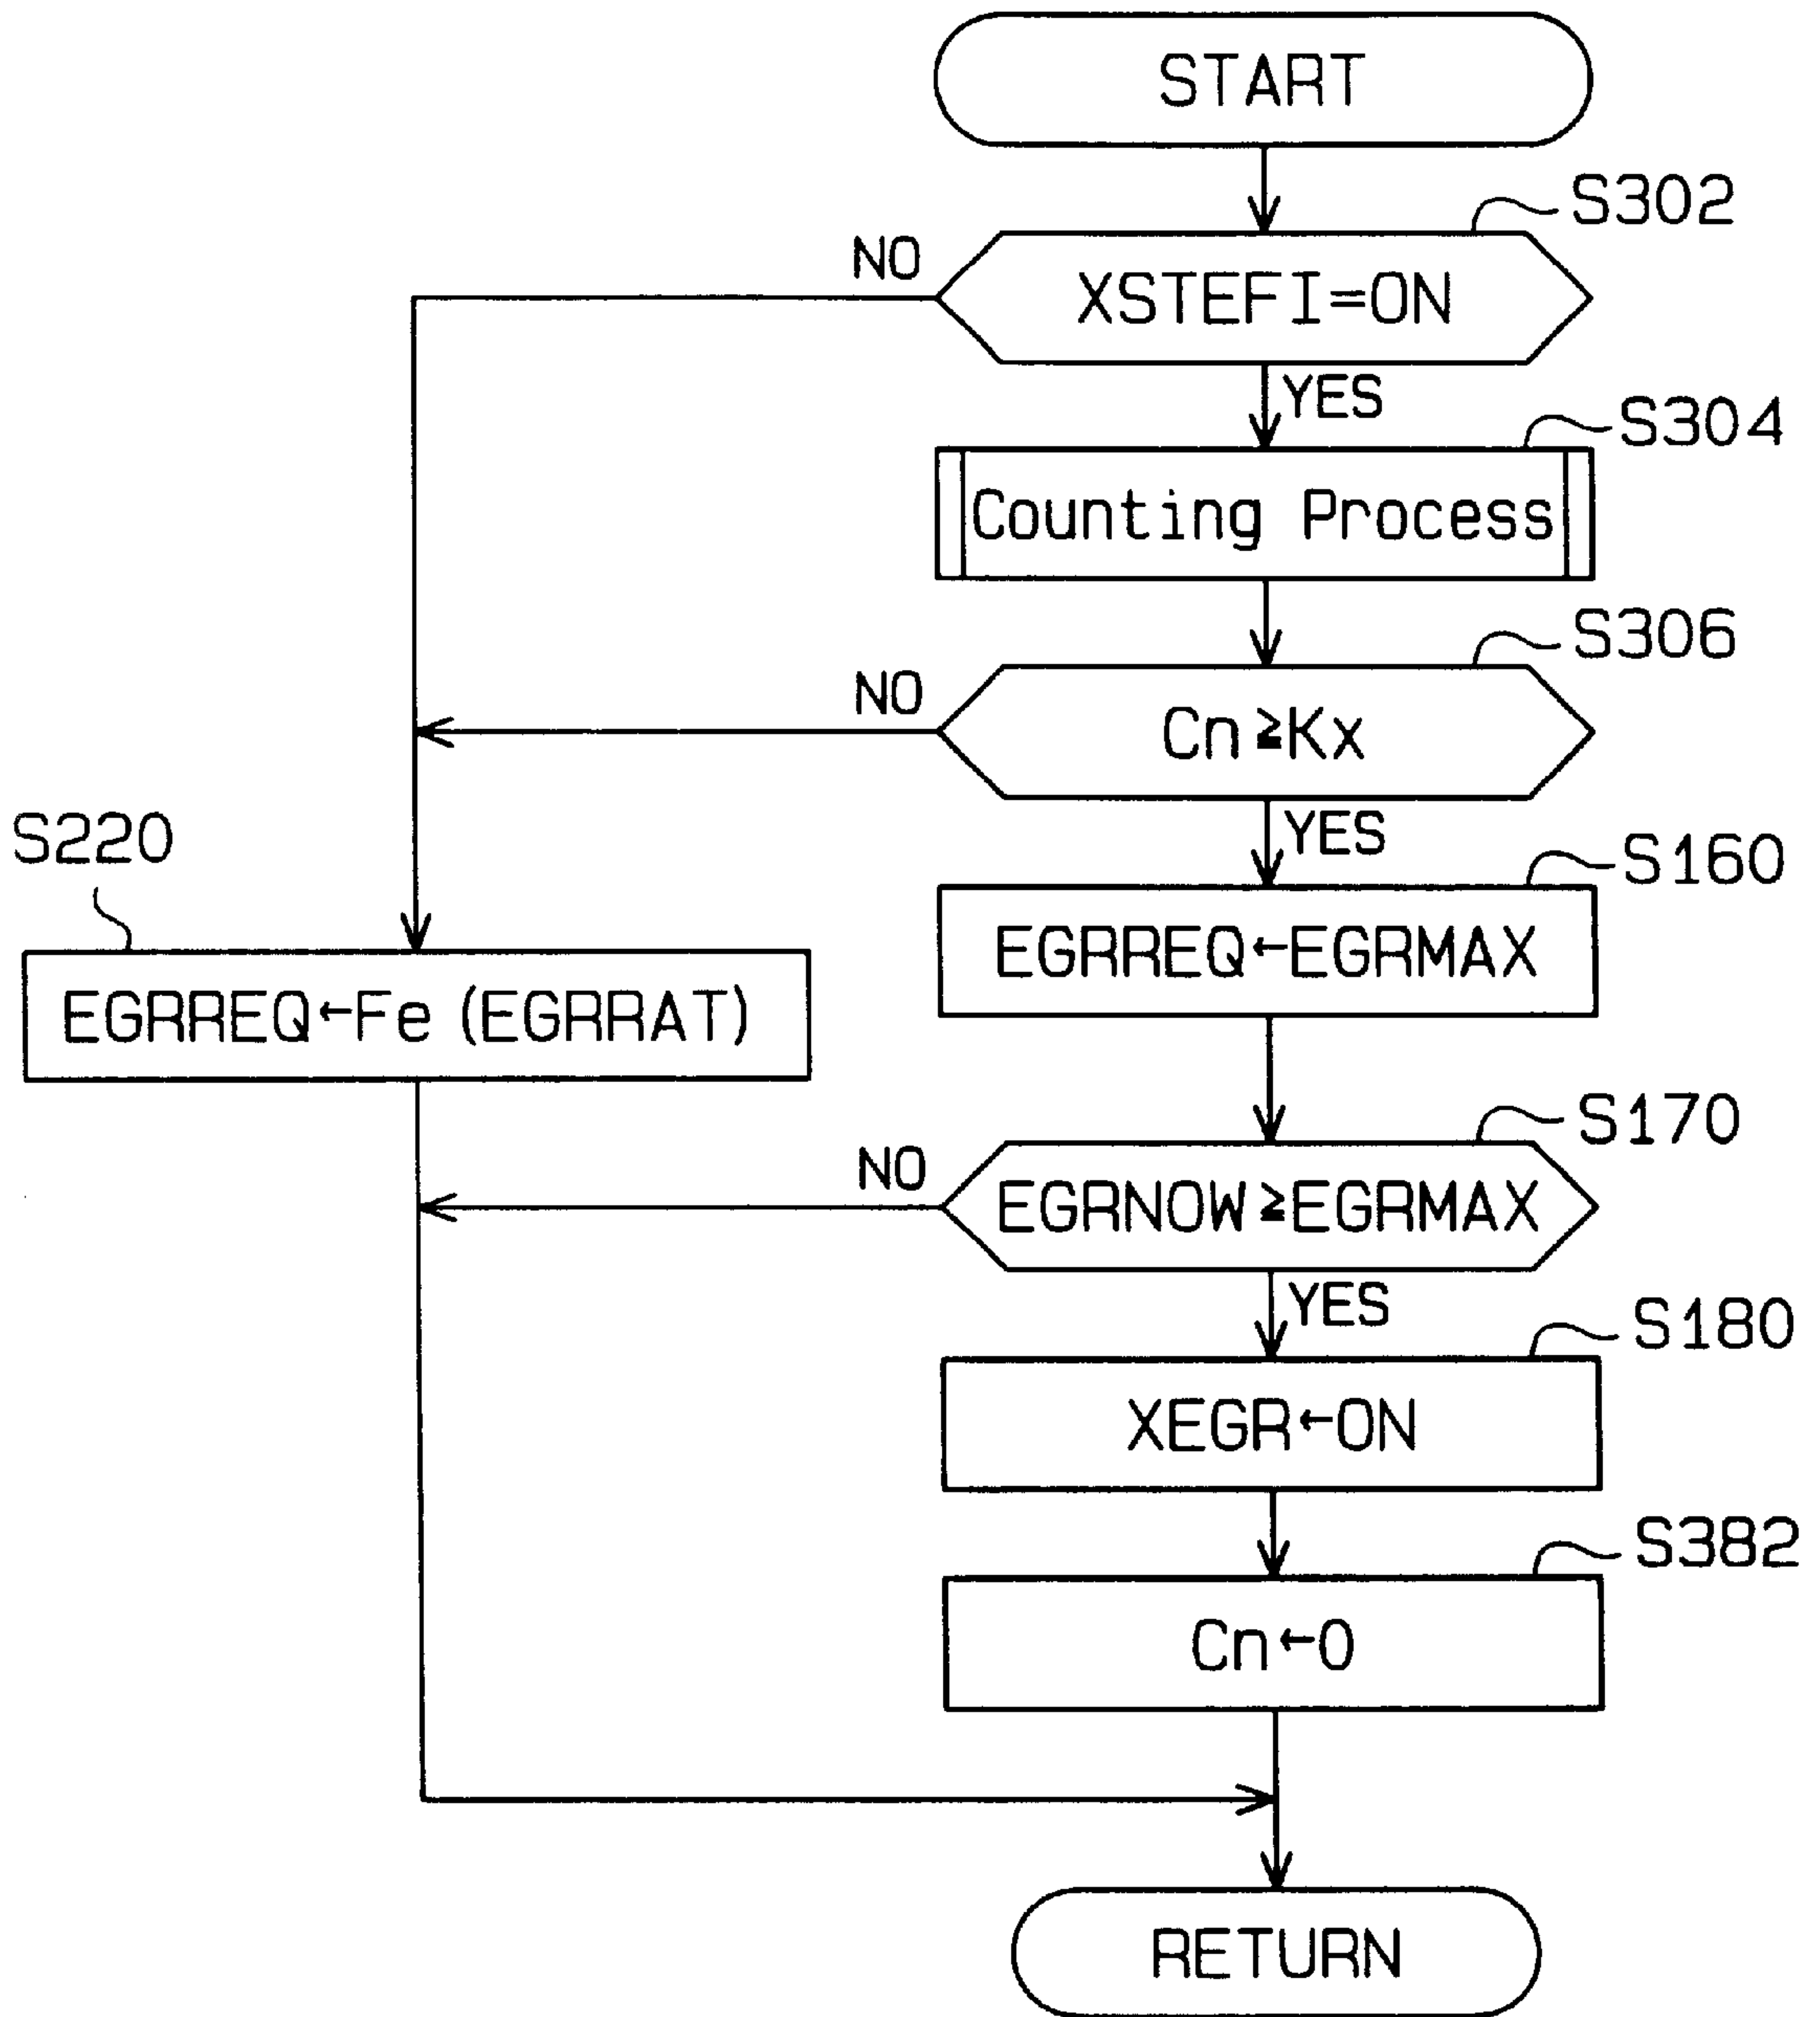 START
S302
NO
XSTEFI=ON
YES
S304
Counting Process
S306
NO
Cn≧Kx
YES
S220
S160
EGRREQ←EGRMAX
EGRREQ←Fe (EGRRAT)
S170
NO
EGRNOW≧EGRMAX
YES
S180
XEGR←ON
S382
Cn←0
RETURN